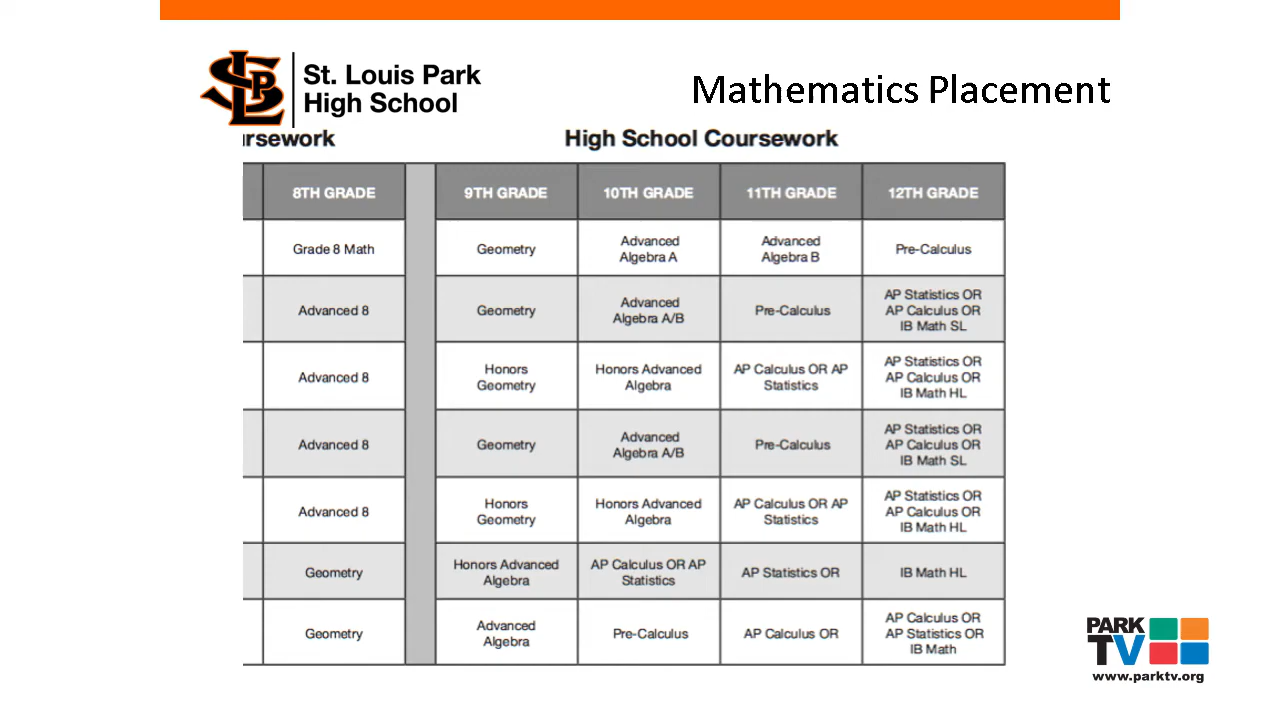 St. Louis Park
High School
Mathematics Placement
High School Coursework
8TH GRADE 9TH GRADE 10TH GRADE 11TH GRADE 12TH GRADE
Grade 8 Math
Geometry
Advanced
Algebra A
Advanced
Algebra B
Pre-Calculus
Advanced 8
Geometry
Advanced
Algebra A/B
Pre-Calculus
AP Statistics OR
AP Calculus OR
IB Math SL
Advanced 8
Honors
Geometry
Honors Advanced
Algebra
AP Calculus OR AP
Statistics
AP Statistics OR
AP Calculus OR
IB Math HL
Advanced 8
Geometry
Advanced
Algebra A/B
Pre-Calculus
AP Statistics OR
AP Calculus OR
IB Math SL
Advanced 8
Honors
Geometry
Honors Advanced
Algebra
AP Calculus OR AP
Statistics
AP Statistics OR
AP Calculus OR
IB Math HL
Geometry
Honors Advanced
Algebra
AP Calculus OR AP
Statistics
AP Statistics OR
IB Math HL
Geometry
Advanced
Algebra
Pre-Calculus
AP Calculus OR
AP Calculus OR
AP Statistics OR
IB Math
PARK
TV
www.parktv.org